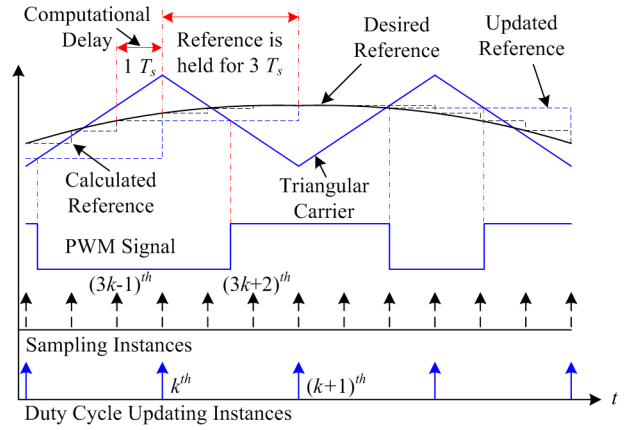 Computational
Delay
1 Ts
Reference is
held for 3 Ts
Desired
Reference
Updated
Reference
Calculated
Reference
Triangular
Carrier
PWM Signal
(3k-1)th
(3k+2)th
Sampling Instances
kth
(k+1)th
t
Duty Cycle Updating Instances